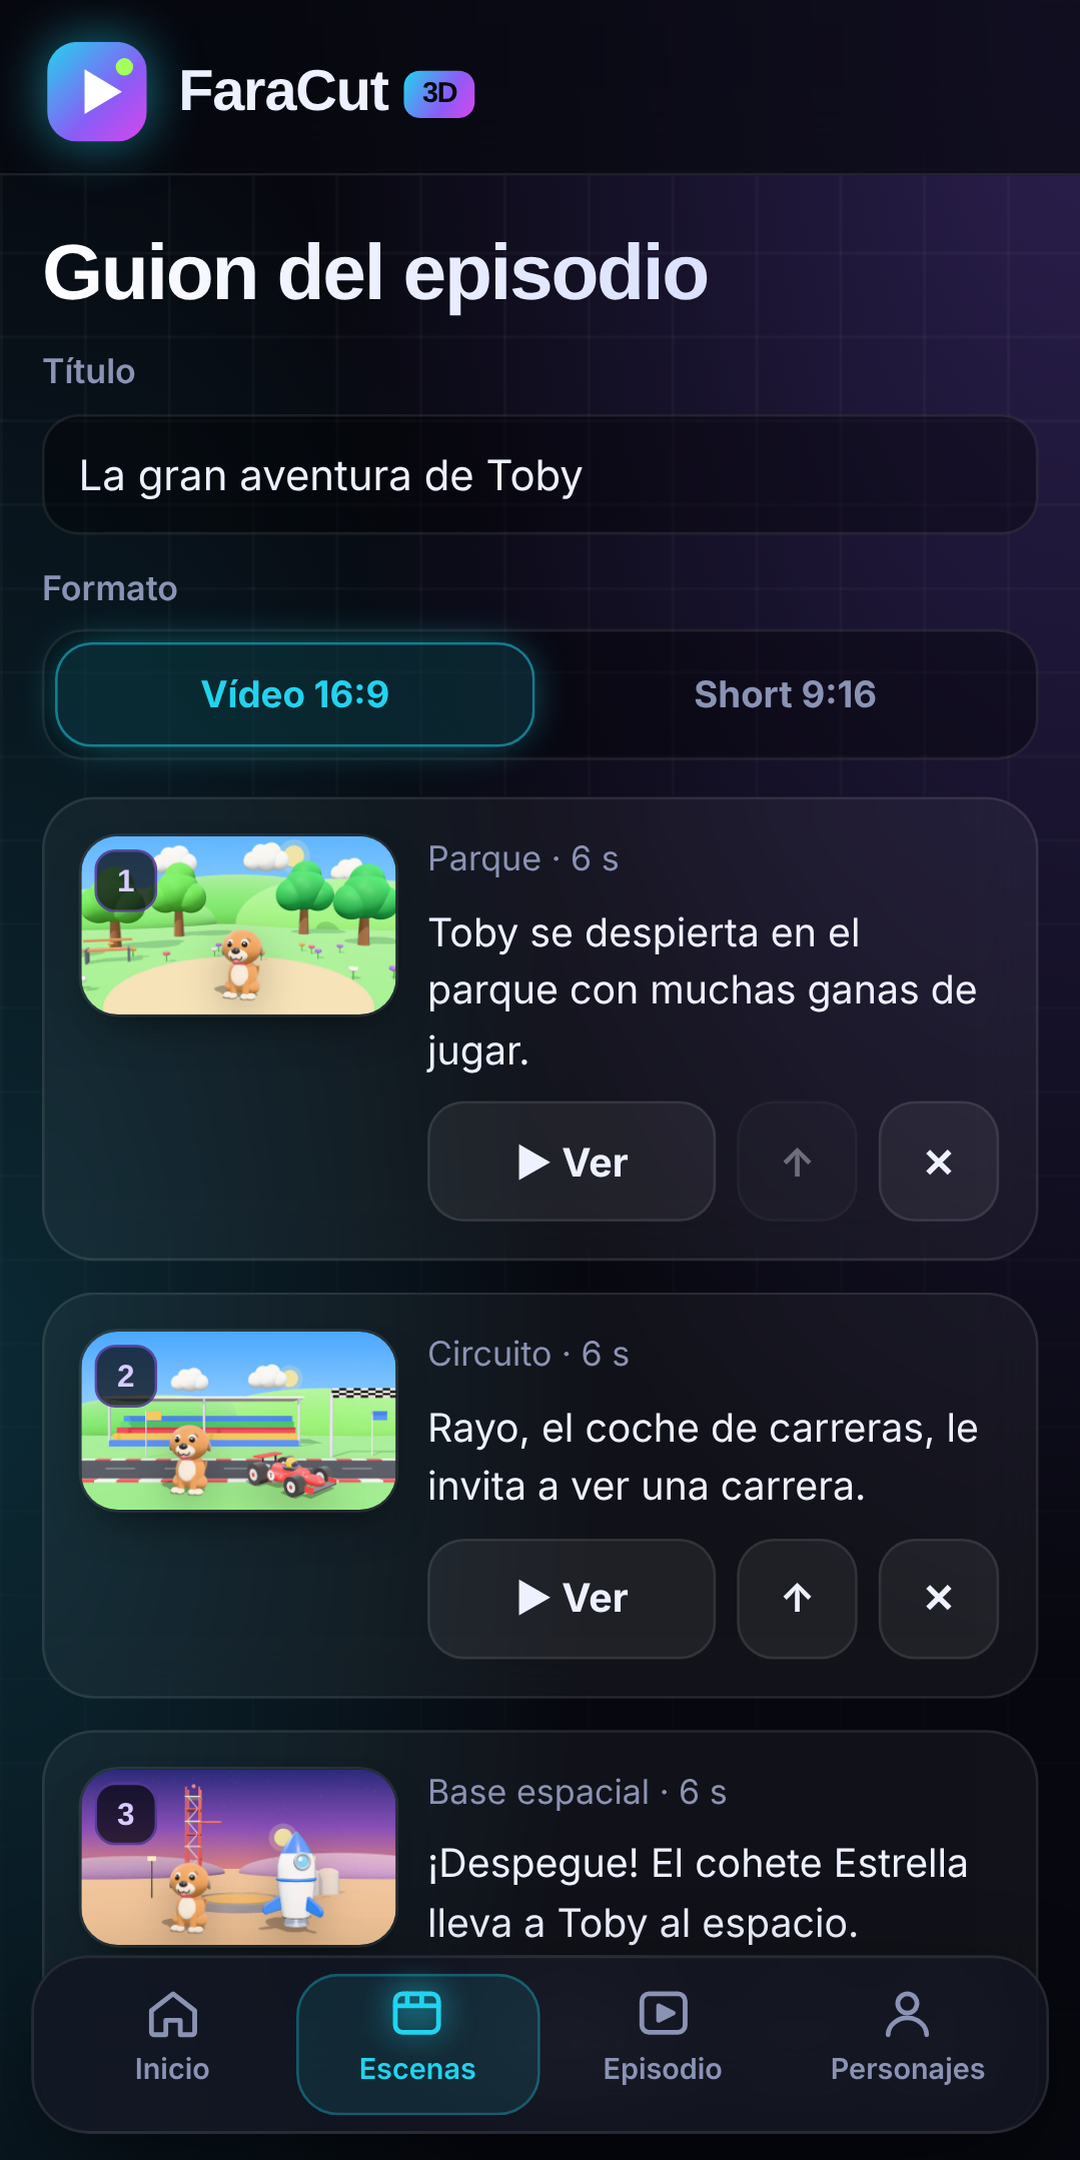 FaraCut 3D
Guion del episodio
Título
La gran aventura de Toby
Formato
Vídeo 16:9
Short 9:16
1
Parque · 6 s
Toby se despierta en el
parque con muchas ganas de
jugar.
▶ Ver ↑ ✕
2
Circuito · 6 s
Rayo, el coche de carreras, le
invita a ver una carrera.
▶ Ver ↑ ✕
3
Base espacial · 6 s
¡Despegue! El cohete Estrella
lleva a Toby al espacio.
Inicio
Escenas
Episodio
Personajes